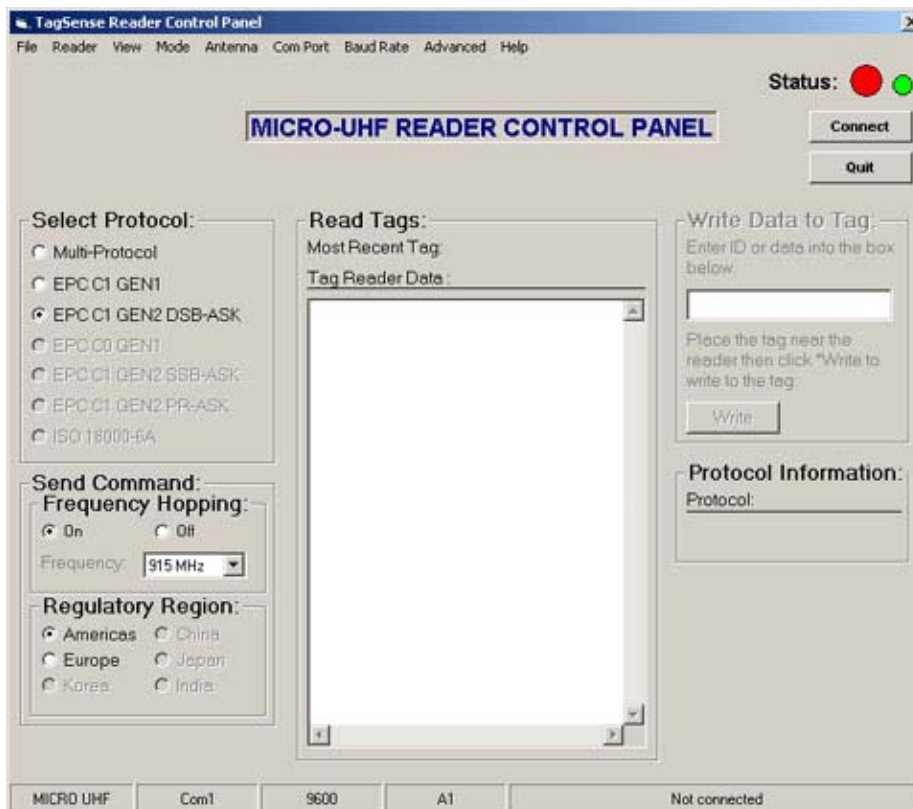 TagSense Reader Control Panel
File Reader View Mode Antenna Com Port Baud Rate Advanced Help
Status:
MICRO-UHF READER CONTROL PANEL
Connect
Quit
Select Protocol:
Multi-Protocol
EPC C1 GEN1
EPC C1 GEN2 DSB-ASK
EPC C0 GEN1
EPC C1 GEN2 SSB-ASK
EPC C1 GEN2 PR-ASK
ISO 18000-6A
Send Command:
Frequency Hopping:
On Off
Frequency: 915 MHz
Regulatory Region:
Americas China
Europe Japan
Korea India
Read Tags:
Most Recent Tag:
Tag Reader Data :
Write Data to Tag:
Enter ID or data into the box
below.
Place the tag near the
reader then click "Write to
write to the tag.
Write
Protocol Information:
Protocol:
MICRO UHF Com1 9600 A1 Not connected